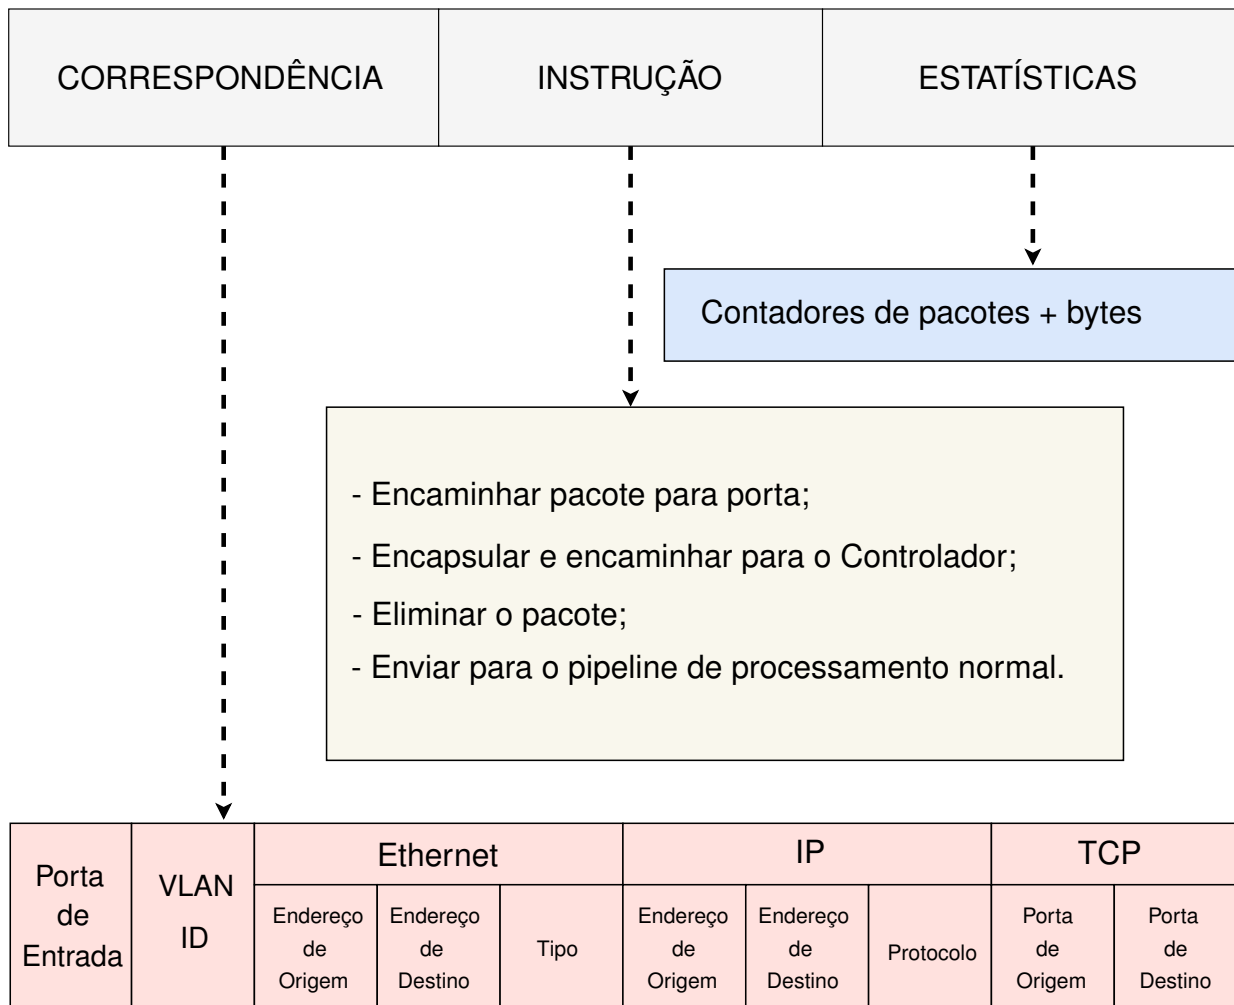 CORRESPONDÊNCIA
INSTRUÇÃO
ESTATÍSTICAS
Contadores de pacotes + bytes
- Encaminhar pacote para porta;
- Encapsular e encaminhar para o Controlador;
- Eliminar o pacote;
- Enviar para o pipeline de processamento normal.
Porta
de
Entrada
VLAN
ID
Ethernet
Endereço
de
Origem
Endereço
de
Destino
Tipo
IP
Endereço
de
Origem
Endereço
de
Destino
Protocolo
TCP
Porta
de
Origem
Porta
de
Destino